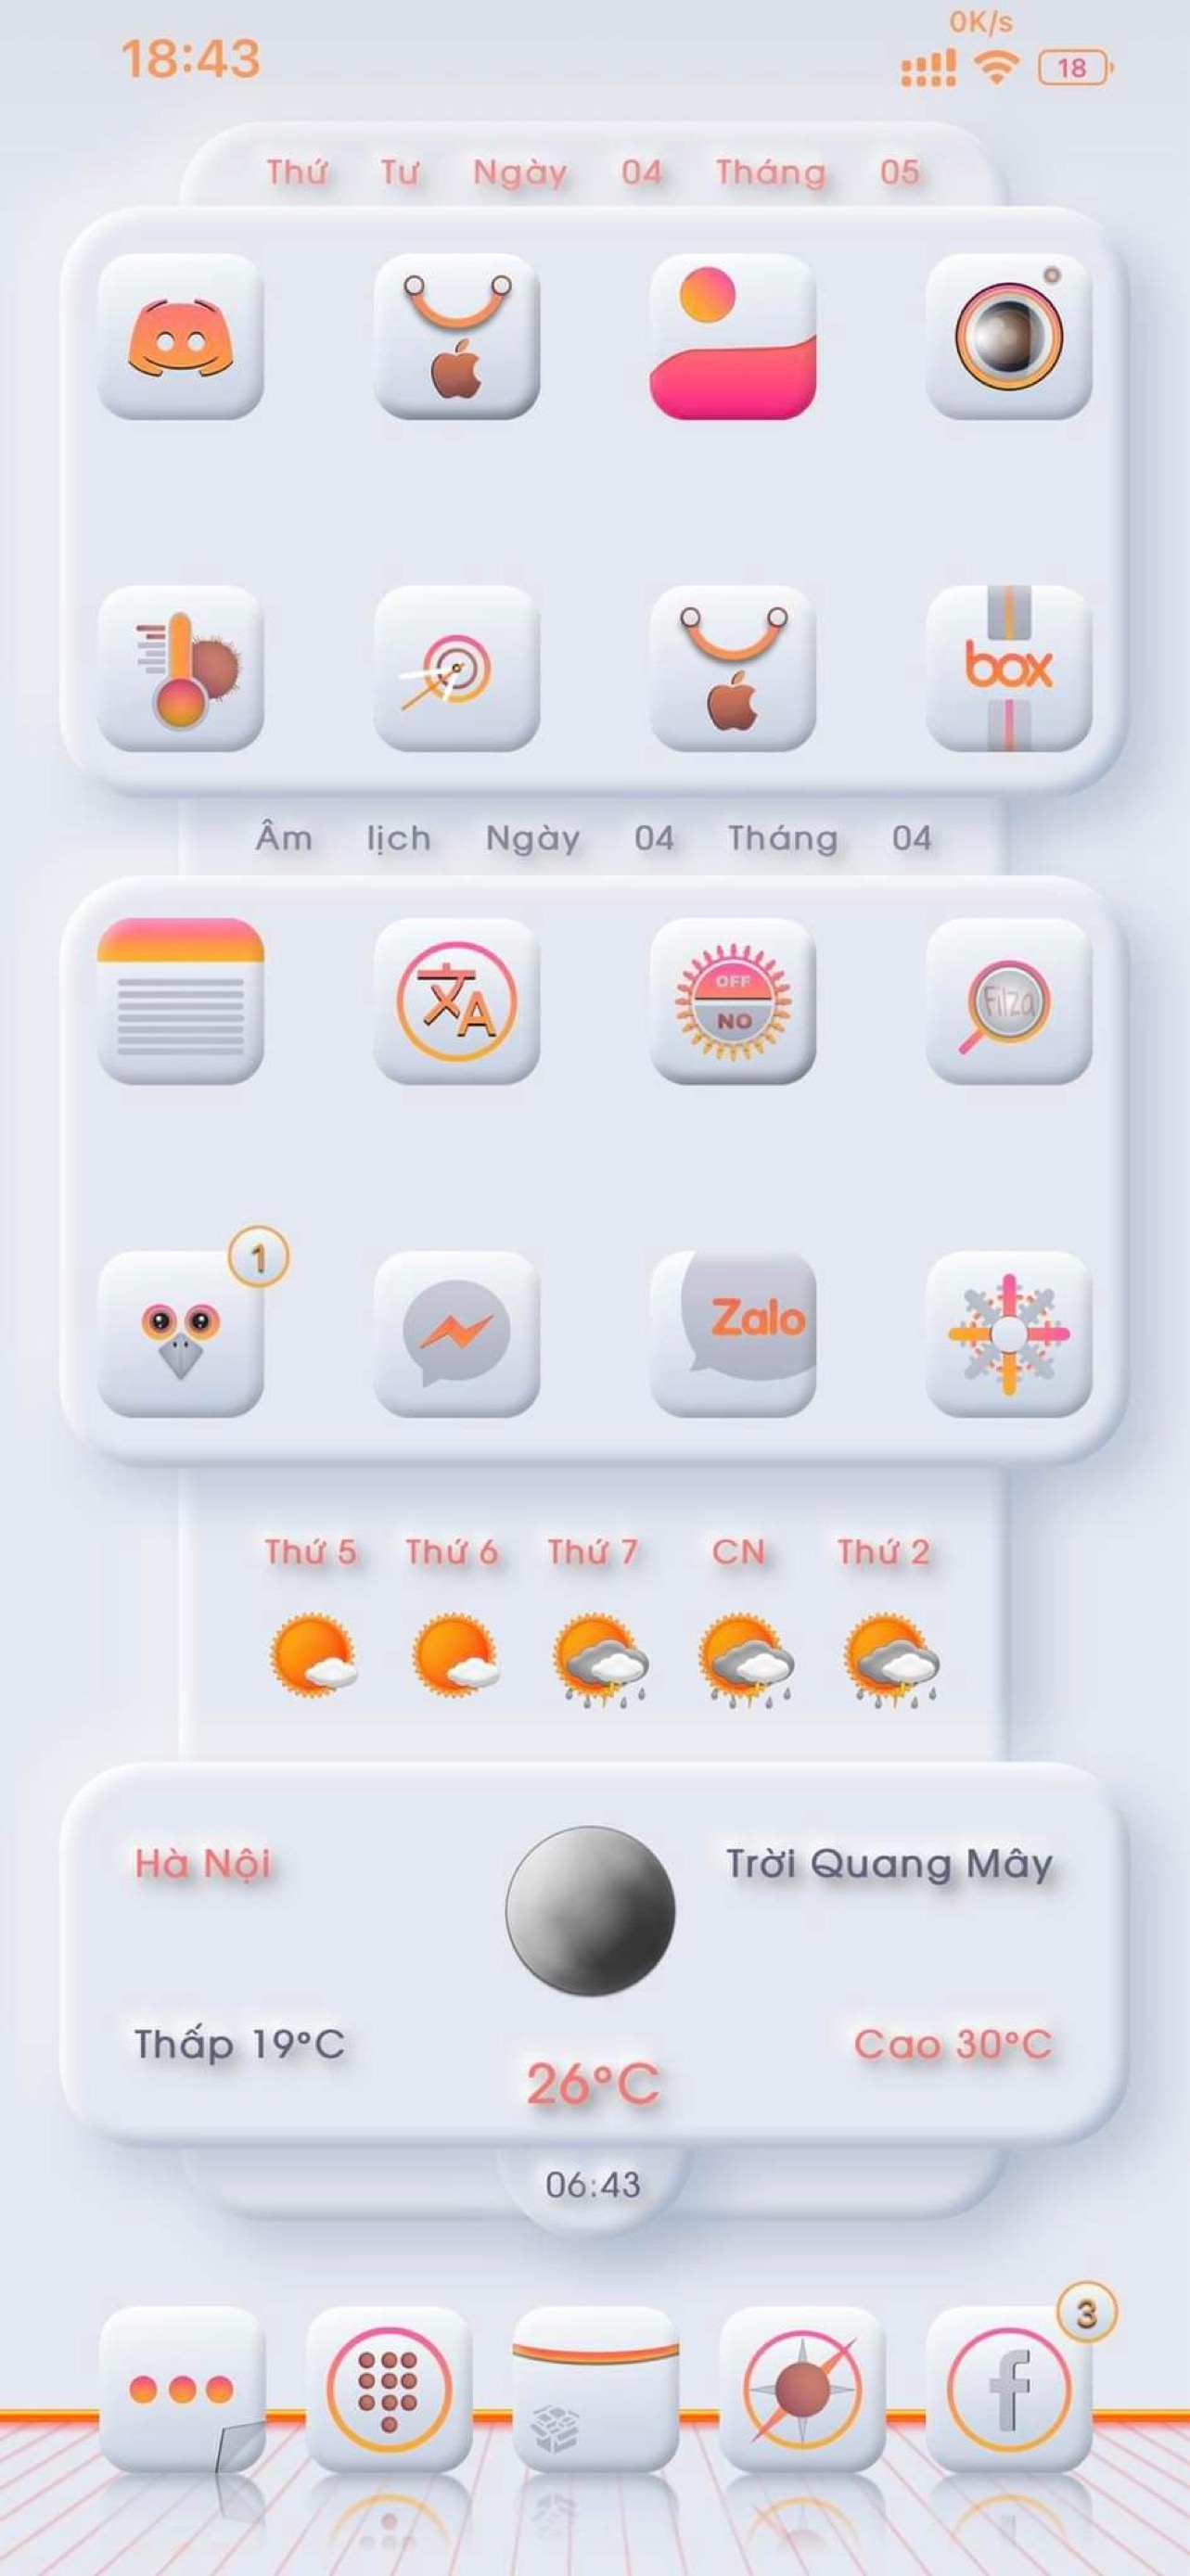 0K/s
18:43
18
Thứ Tư Ngày 04 Tháng 05
box
Âm lịch Ngày 04 Tháng 04
文A
OFF
NO
Filza
1
Zalo
Thứ 5 Thứ 6 Thứ 7 CN Thứ 2
Hà Nội
Trời Quang Mây
Thấp 19°C
Cao 30°C
26°C
06:43
3
f